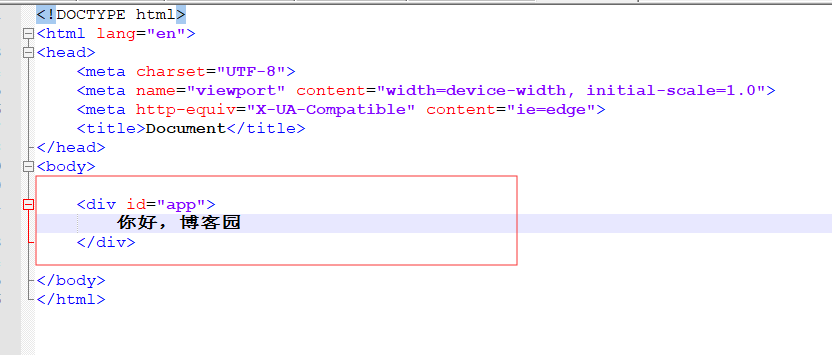 <!DOCTYPE html>
<html lang="en">
<head>
<meta charset="UTF-8">
<meta name="viewport" content="width=device-width, initial-scale=1.0">
<meta http-equiv="X-UA-Compatible" content="ie=edge">
<title>Document</title>
</head>
<body>
<div id="app">
你好，博客园
</div>
</body>
</html>